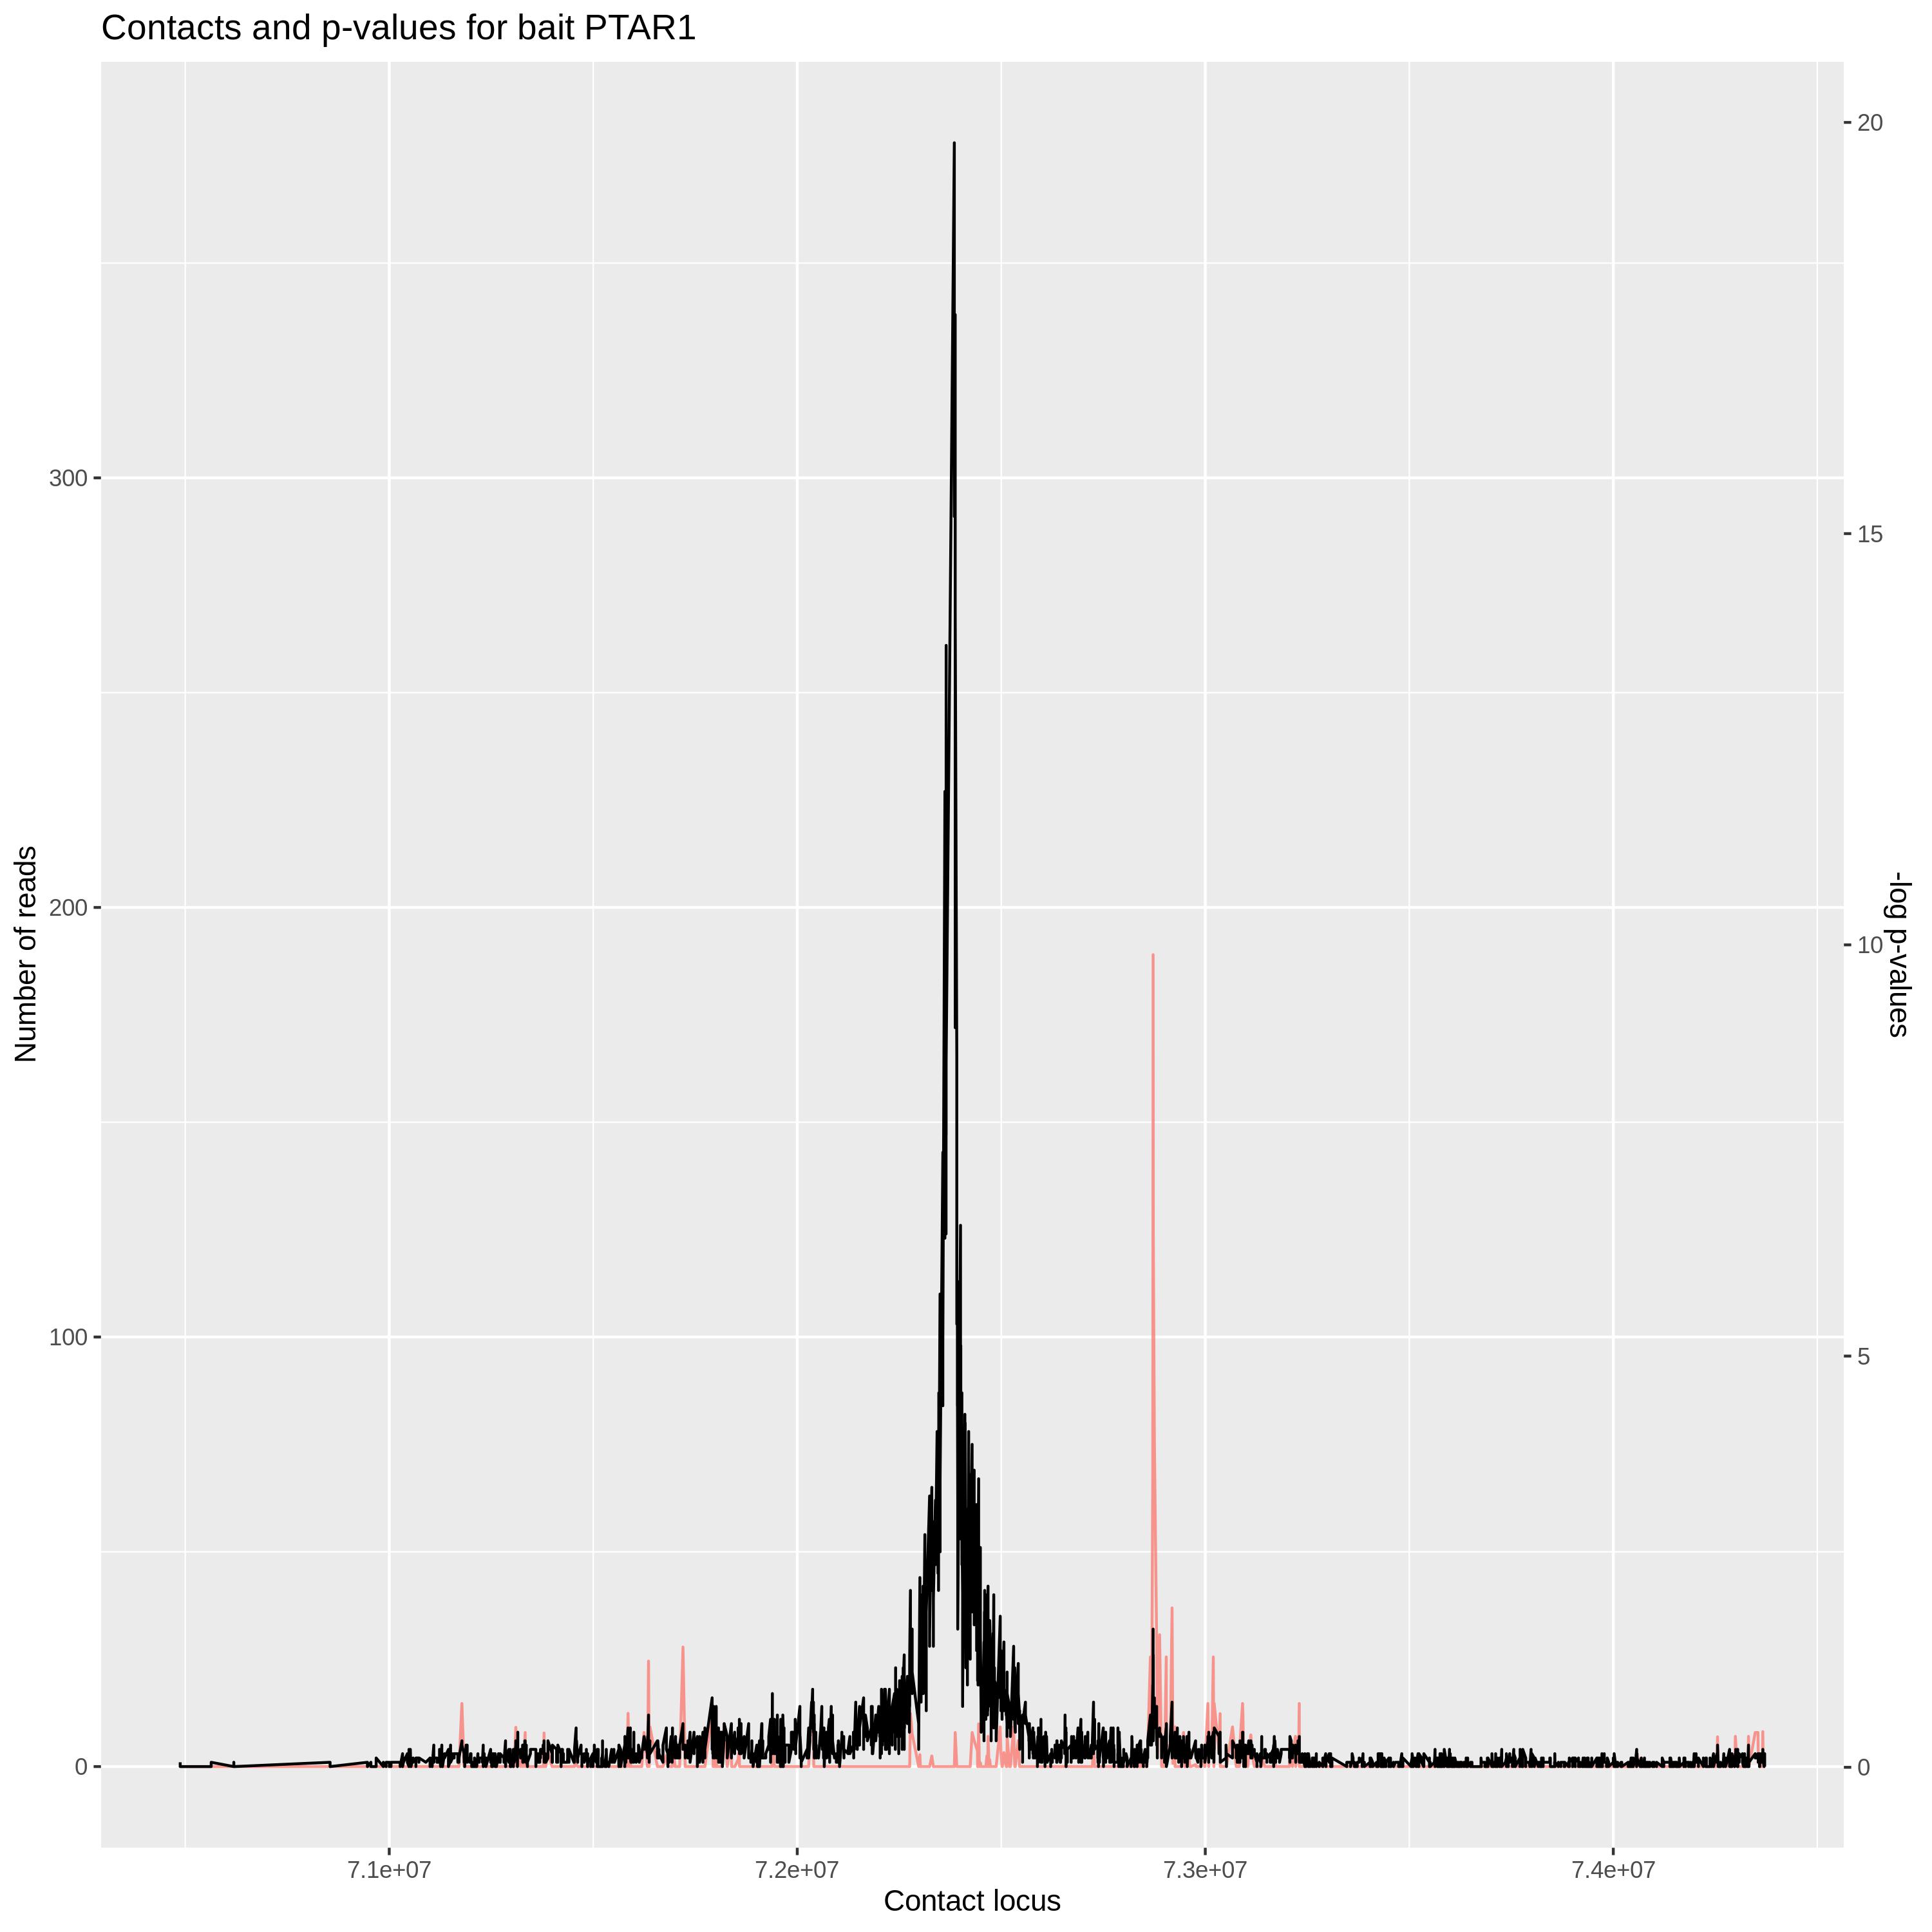 Contacts and p-values for bait PTAR1
20
15
10
5
0
-log p-values
300
200
100
0
Number of reads
7.1e+07
7.2e+07
7.3e+07
7.4e+07
Contact locus